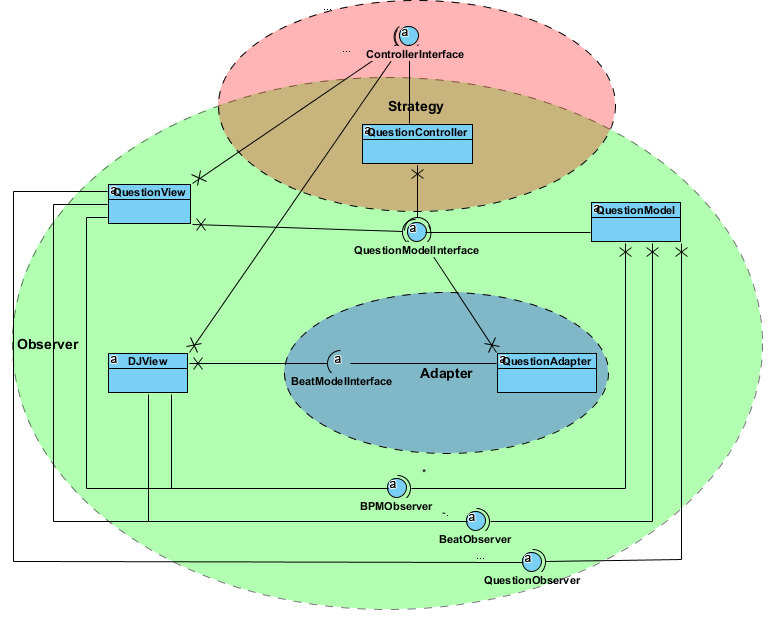 ...
a
...
ControllerInterface
Strategy
a
QuestionController
a
QuestionView
a
QuestionModel
a
QuestionModelInterface
Observer
a
DJView
a
BeatModelInterface
Adapter
a
QuestionAdapter
*
a
BPMObserver
a
BeatObserver
...
a
QuestionObserver